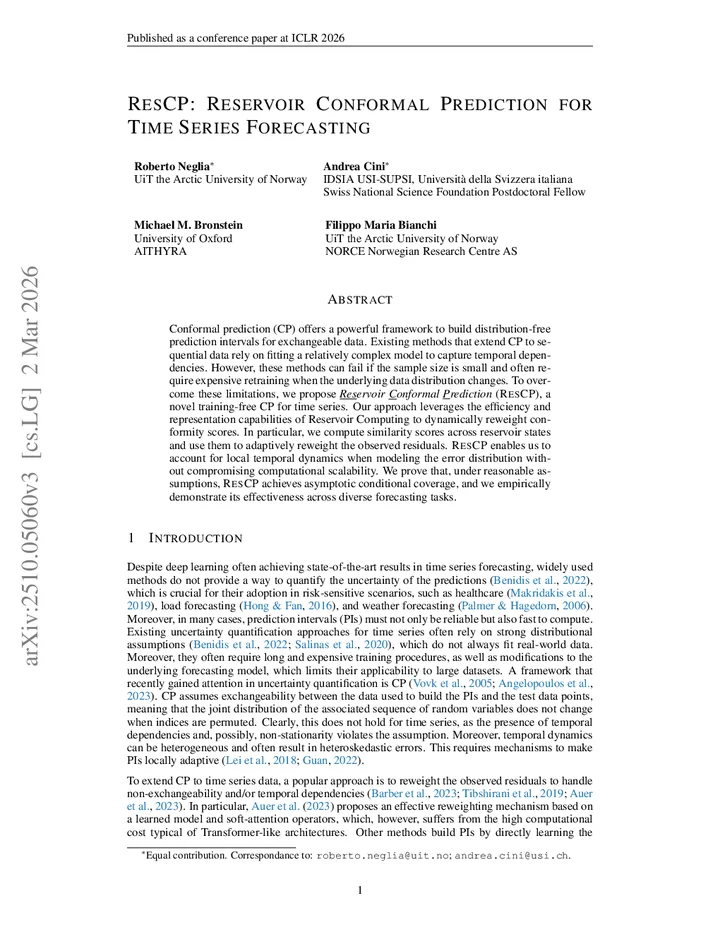 Published as a conference paper at ICLR 2026
RESCP: RESERVOIR CONFORMAL PREDICTION FOR
TIME SERIES FORECASTING
Roberto Neglia*
UiT the Arctic University of Norway
Andrea Cini*
IDSIA USI-SUPSI, Università della Svizzera italiana
Swiss National Science Foundation Postdoctoral Fellow
Michael M. Bronstein
University of Oxford
AITHYRA
Filippo Maria Bianchi
UiT the Arctic University of Norway
NORCE Norwegian Research Centre AS
ABSTRACT
Conformal prediction (CP) offers a powerful framework to build distribution-free
prediction intervals for exchangeable data. Existing methods that extend CP to se-
quential data rely on fitting a relatively complex model to capture temporal depen-
dencies. However, these methods can fail if the sample size is small and often re-
quire expensive retraining when the underlying data distribution changes. To over-
come these limitations, we propose Reservoir Conformal Prediction (RESCP), a
novel training-free CP for time series. Our approach leverages the efficiency and
representation capabilities of Reservoir Computing to dynamically reweight con-
formity scores. In particular, we compute similarity scores across reservoir states
and use them to adaptively reweight the observed residuals. RESCP enables us to
account for local temporal dynamics when modeling the error distribution with-
out compromising computational scalability. We prove that, under reasonable as-
sumptions, RESCP achieves asymptotic conditional coverage, and we empirically
demonstrate its effectiveness across diverse forecasting tasks.
1 INTRODUCTION
Despite deep learning often achieving state-of-the-art results in time series forecasting, widely used
methods do not provide a way to quantify the uncertainty of the predictions (Benidis et al., 2022),
which is crucial for their adoption in risk-sensitive scenarios, such as healthcare (Makridakis et al.,
2019), load forecasting (Hong & Fan, 2016), and weather forecasting (Palmer & Hagedorn, 2006).
Moreover, in many cases, prediction intervals (PIs) must not only be reliable but also fast to compute.
Existing uncertainty quantification approaches for time series often rely on strong distributional
assumptions (Benidis et al., 2022; Salinas et al., 2020), which do not always fit real-world data.
Moreover, they often require long and expensive training procedures, as well as modifications to the
underlying forecasting model, which limits their applicability to large datasets. A framework that
recently gained attention in uncertainty quantification is CP (Vovk et al., 2005; Angelopoulos et al.,
2023). CP assumes exchangeability between the data used to build the PIs and the test data points,
meaning that the joint distribution of the associated sequence of random variables does not change
when indices are permuted. Clearly, this does not hold for time series, as the presence of temporal
dependencies and, possibly, non-stationarity violates the assumption. Moreover, temporal dynamics
can be heterogeneous and often result in heteroskedastic errors. This requires mechanisms to make
PIs locally adaptive (Lei et al., 2018; Guan, 2022).
To extend CP to time series data, a popular approach is to reweight the observed residuals to handle
non-exchangeability and/or temporal dependencies (Barber et al., 2023; Tibshirani et al., 2019; Auer
et al., 2023). In particular, Auer et al. (2023) proposes an effective reweighting mechanism based on
a learned model and soft-attention operators, which, however, suffers from the high computational
cost typical of Transformer-like architectures. Other methods build PIs by directly learning the
*Equal contribution. Correspondance to: roberto.neglia@uit.no; andrea.cini@usi.ch.
1
arXiv:2510.05060v3 [cs.LG] 2 Mar 2026